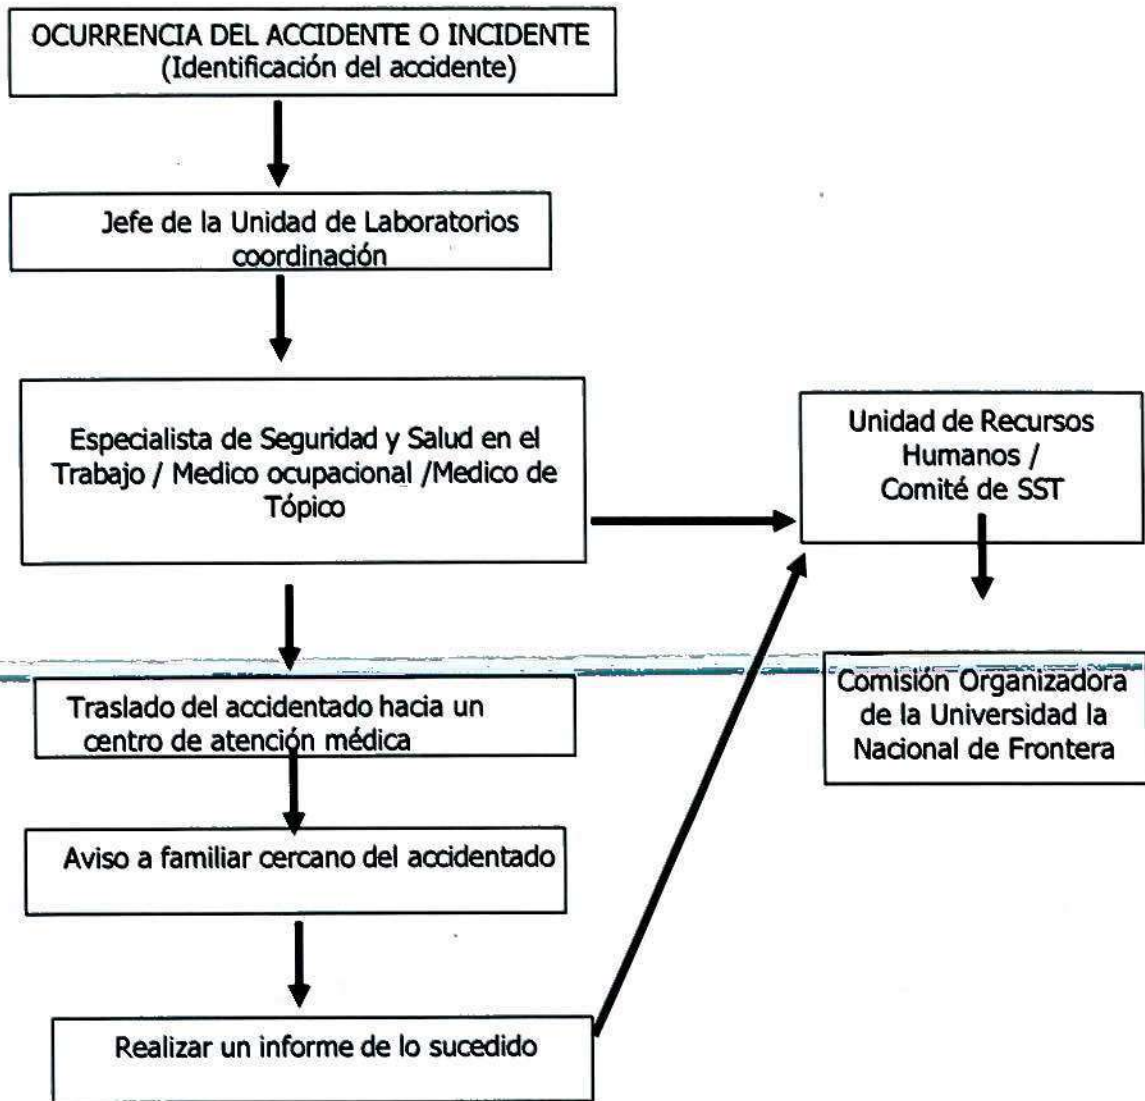 OCURRENCIA DEL ACCIDENTE O INCIDENTE
(Identificación del accidente)
Jefe de la Unidad de Laboratorios
coordinación
Especialista de Seguridad y Salud en el
Trabajo / Medico ocupacional /Medico de
Tópico
Unidad de Recursos
Humanos /
Comité de SST
Traslado del accidentado hacia un
centro de atención médica
Comisión Organizadora
de la Universidad la
Nacional de Frontera
Aviso a familiar cercano del accidentado
Realizar un informe de lo sucedido